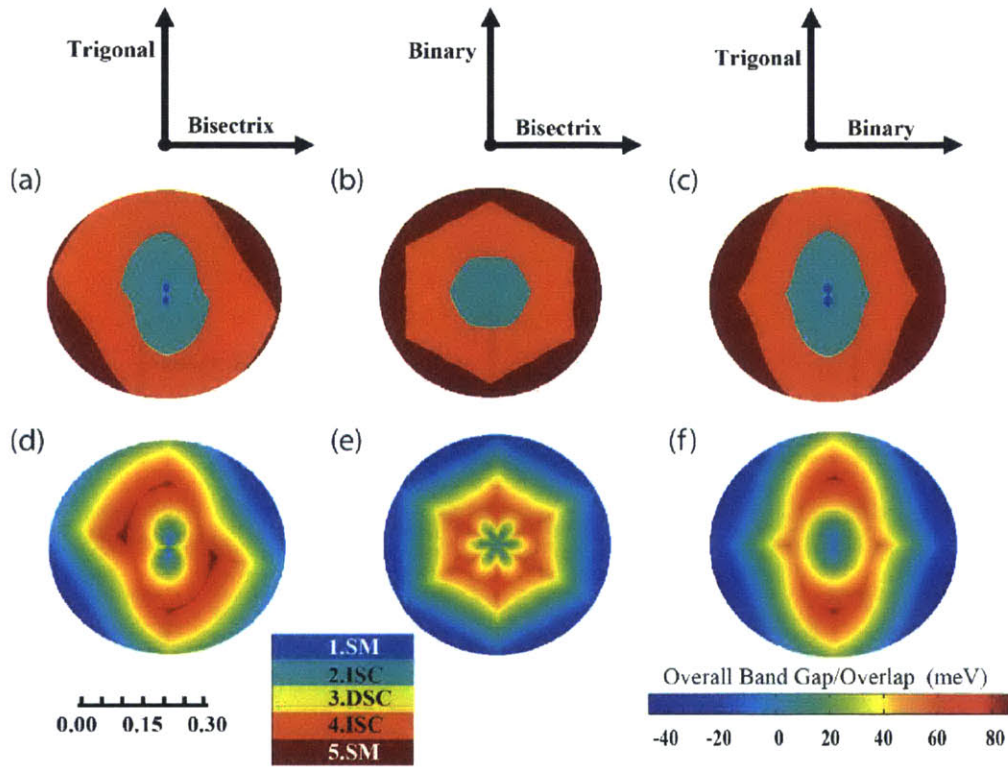 Trigonal
Bisectrix
Binary
Bisectrix
Trigonal
Binary
(a)
(b)
(c)
(d)
(e)
(f)
1.SM
2.ISC
3.DSC
4.ISC
5.SM
0.00 0.15 0.30
Overall Band Gap/Overlap (meV)
-40 -20 0 20 40 60 80